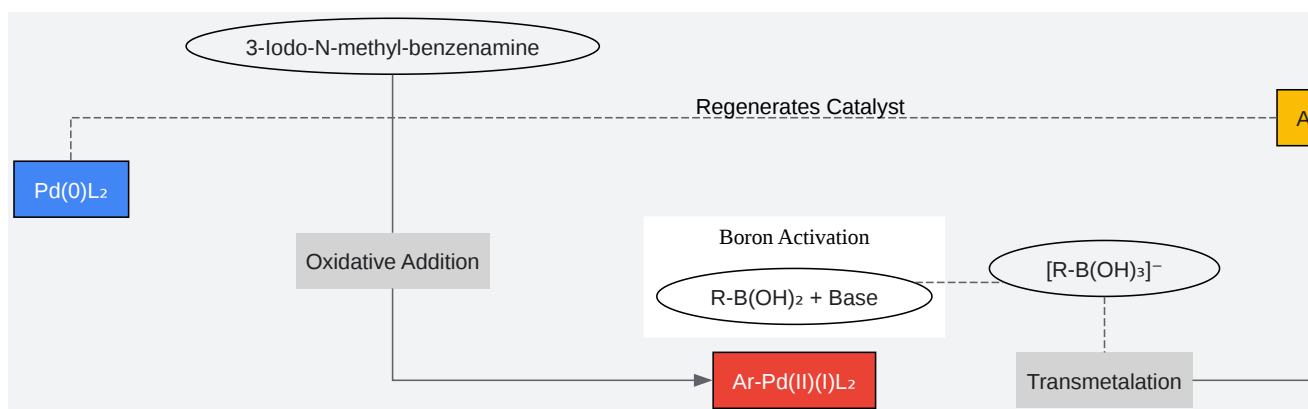 3-Iodo-N-methyl-benzenamine
Regenerates Catalyst
A
Pd(0)L₂
Boron Activation
Oxidative Addition
[R-B(OH)₃]⁻
R-B(OH)₂ + Base
Ar-Pd(II)(I)L₂
Transmetalation